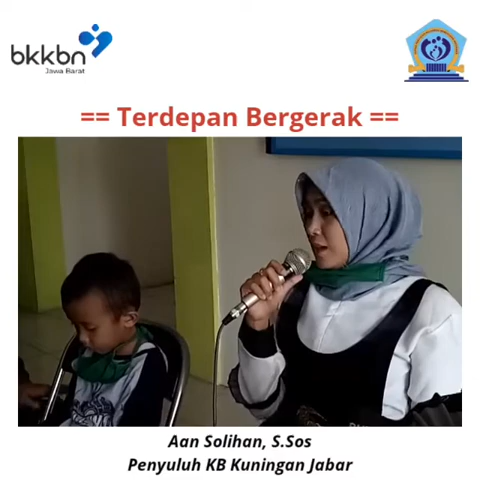 bkkbn
Jawa Barat
== Terdepan Bergerak ==
Aan Solihan, S.Sos
Penyuluh KB Kuningan Jabar